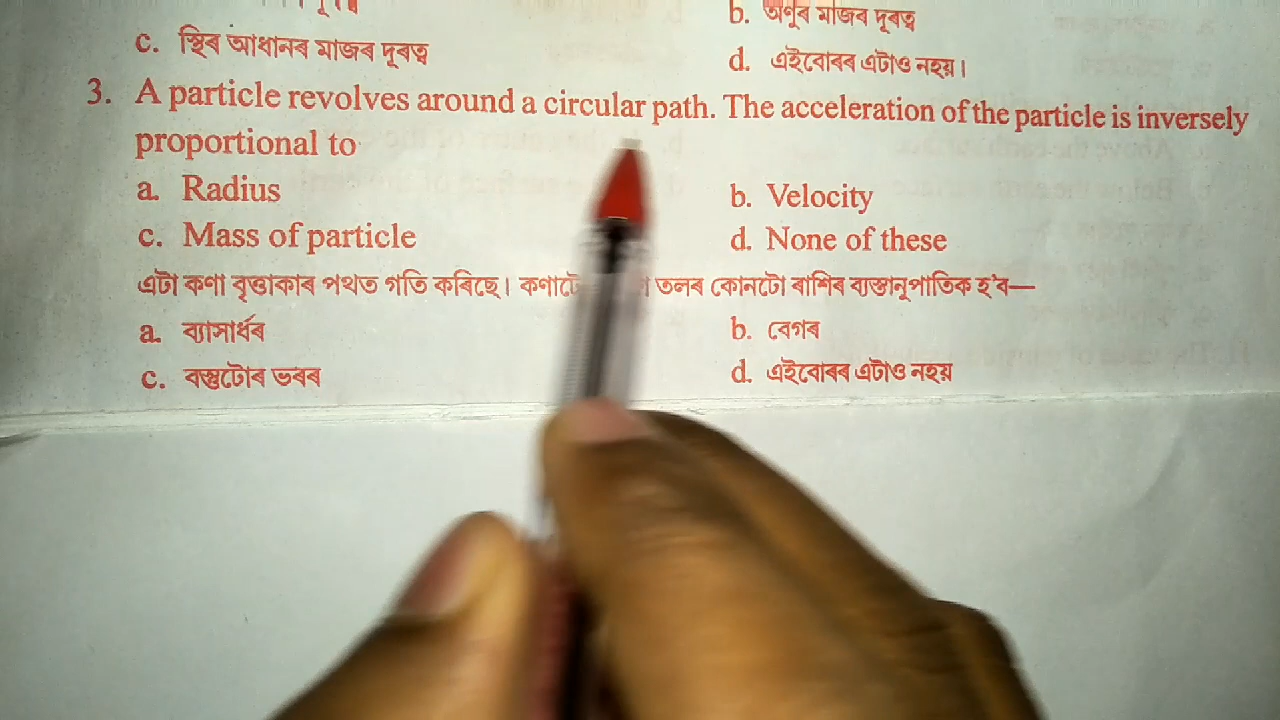 b. অণুৰ মাজৰ দূৰত্ব
c. স্থিৰ আধানৰ মাজৰ দূৰত্ব
d. এইবোৰৰ এটাও নহয়।
3. A particle revolves around a circular path. The acceleration of the particle is inversely
proportional to
a. Radius
b. Velocity
c. Mass of particle
d. None of these
এটা কণা বৃত্তাকাৰ পথত গতি কৰিছে। তলৰ কোনটো ৰাশিৰ ব্যস্তানুপাতিক হ'ব—
a. ব্যাসাৰ্ধৰ
b. বেগৰ
c. বস্তুটোৰ ভৰৰ
d. এইবোৰৰ এটাও নহয়